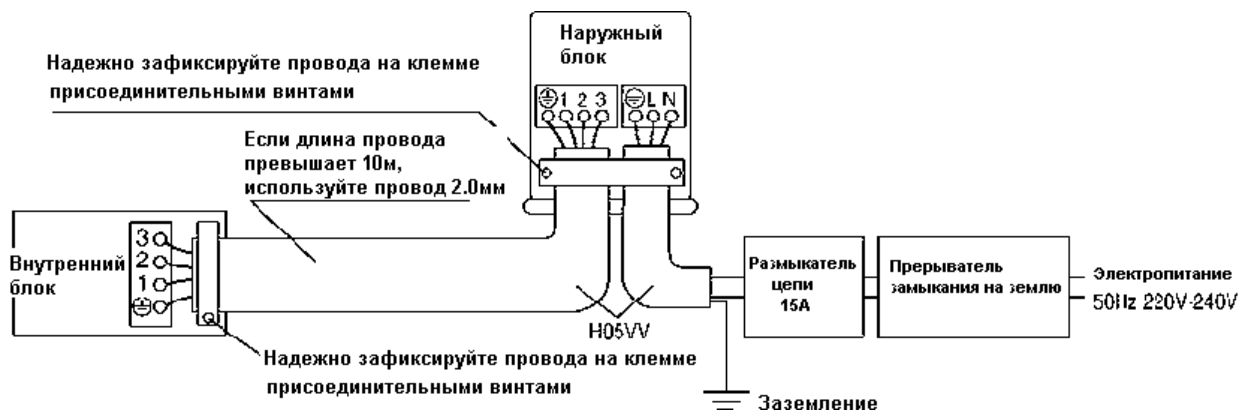 Наружный
блок
Надежно зафиксируйте провода на клемме
присоединительными винтами
1 2 3
L N
Если длина провода
превышает 10м,
используйте провод 2.0мм
Внутренний
блок
3
2
1
H05VV
Размыкатель
цепи
15А
Прерыватель
замыкания на землю
Электропитание
50Hz 220V-240V
Надежно зафиксируйте провода на клемме
присоединительными винтами
Заземление